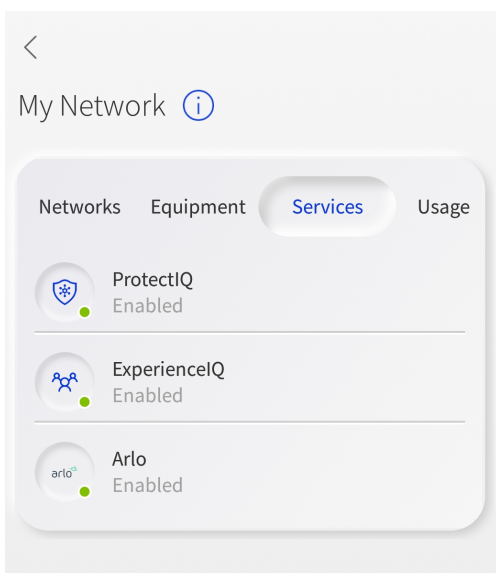 My Network
Networks Equipment Services Usage
ProtectIQ
Enabled
ExperienceIQ
Enabled
arlo
Arlo
Enabled